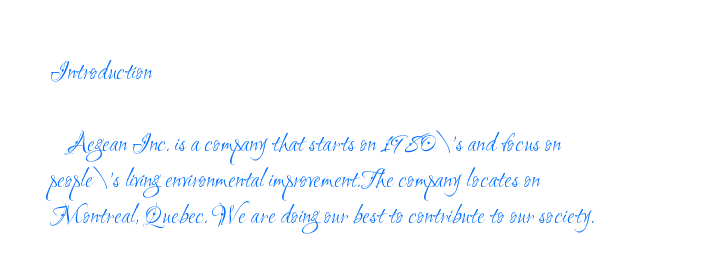 Introduction
Aegean Inc. is a company that starts on 1980\'s and focus on
people\'s living environmental improvement.The company locates on
Montreal, Quebec. We are doing our best to contribute to our society.